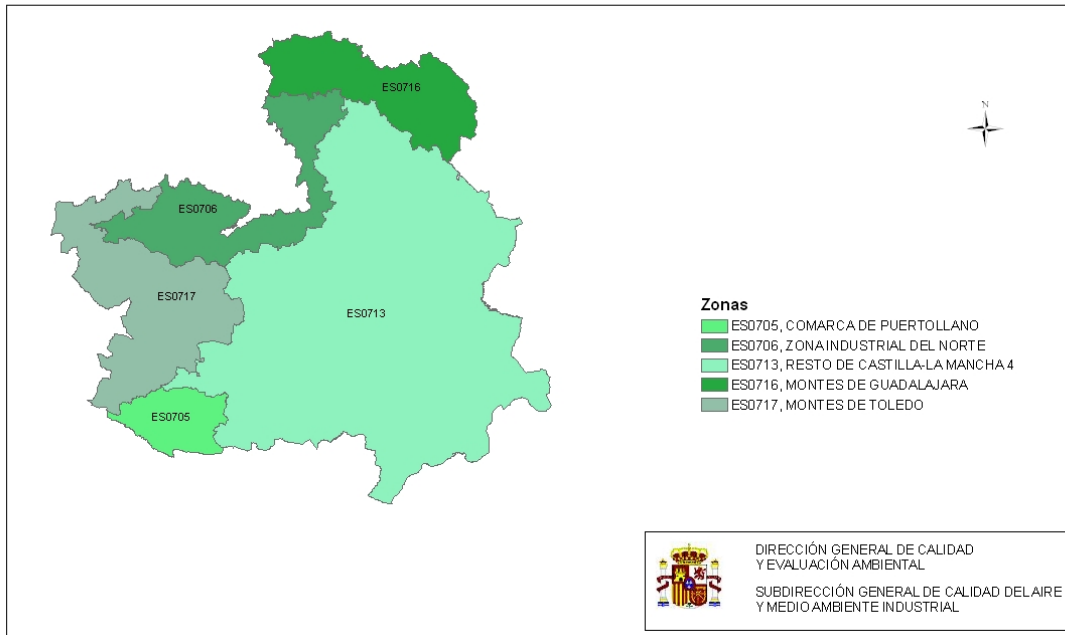 ES0716
N
ES0706
ES0717
ES0713
ES0705
Zonas
ES0705, COMARCA DE PUERTOLLANO
ES0706, ZONA INDUSTRIAL DEL NORTE
ES0713, RESTO DE CASTILLA-LA MANCHA 4
ES0716, MONTES DE GUADALAJARA
ES0717, MONTES DE TOLEDO
DIRECCIÓN GENERAL DE CALIDAD
Y EVALUACIÓN AMBIENTAL
SUBDIRECCIÓN GENERAL DE CALIDAD DEL AIRE
Y MEDIO AMBIENTE INDUSTRIAL